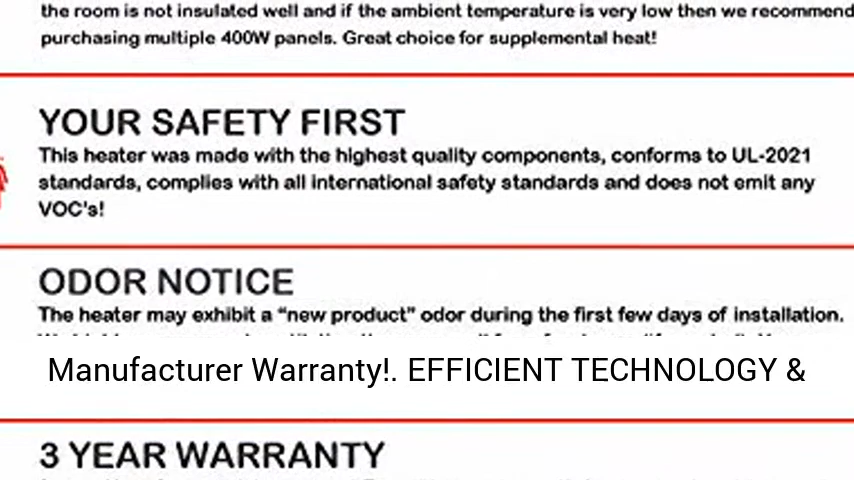 the room is not insulated well and if the ambient temperature is very low then we recommend
purchasing multiple 400W panels. Great choice for supplemental heat!
YOUR SAFETY FIRST
This heater was made with the highest quality components, conforms to UL-2021
standards, complies with all international safety standards and does not emit any
VOC's!
ODOR NOTICE
The heater may exhibit a "new product" odor during the first few days of installation.
Manufacturer Warranty!. EFFICIENT TECHNOLOGY &
3 YEAR WARRANTY